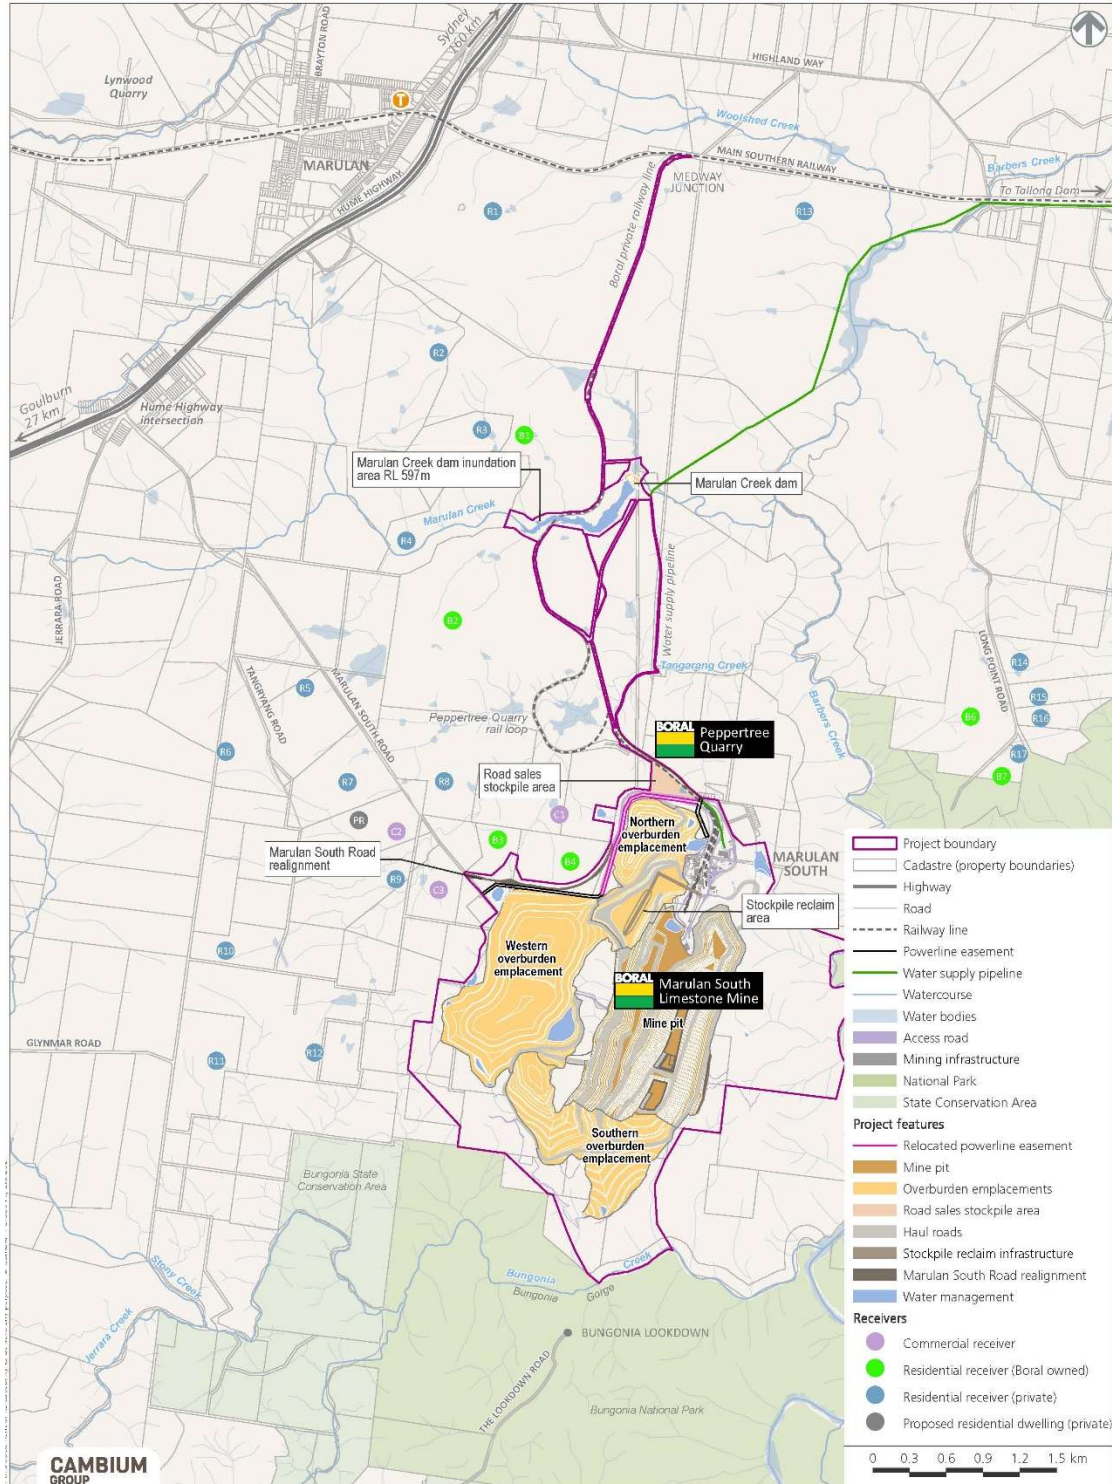 Sydney
160 km
BRAYTON ROAD
HIGHLAND WAY
Lynwood
Quarry
T
Woolshed Creek
MARULAN
MAIN SOUTHERN RAILWAY
Barbers Creek
MEDWAY
JUNCTION
To Tallong Dam
HUME HIGHWAY
R1
R13
Boral private railway line
R2
Goulburn
27 km
Hume Highway
intersection
R3
B1
Marulan Creek dam inundation
area RL 597m
Marulan Creek dam
Marulan Creek
R4
JERRARA ROAD
Water supply pipeline
B2
LONG POINT ROAD
TANGRYANG ROAD
MARULAN SOUTH ROAD
Tangarang Creek
Barbers Creek
R14
R5
R15
B6
R16
Peppertree Quarry
rail loop
R6
BORAL
Peppertree
Quarry
R17
B7
Road sales
stockpile area
R7
R8
PR
C1
C2
Northern
overburden
emplacement
B3
Marulan South Road
realignment
B4
MARULAN
SOUTH
R9
C3
Stockpile reclaim
area
R10
Western
overburden
emplacement
BORAL
Marulan South
Limestone Mine
Mine pit
GLYNMAR ROAD
R11
R12
Southern
overburden
emplacement
Bungonia State
Conservation Area
Stony Creek
Bungonia Creek
Bungonia Gorge
Jerrara Creek
BUNGONIA LOOKDOWN
THE LOOKDOWN ROAD
Bungonia National Park
CAMBIUM
GROUP
Project boundary
Cadastre (property boundaries)
Highway
Road
Railway line
Powerline easement
Water supply pipeline
Watercourse
Water bodies
Access road
Mining infrastructure
National Park
State Conservation Area
Project features
Relocated powerline easement
Mine pit
Overburden emplacements
Road sales stockpile area
Haul roads
Stockpile reclaim infrastructure
Marulan South Road realignment
Water management
Receivers
Commercial receiver
Residential receiver (Boral owned)
Residential receiver (private)
Proposed residential dwelling (private)
0 0.3 0.6 0.9 1.2 1.5 km